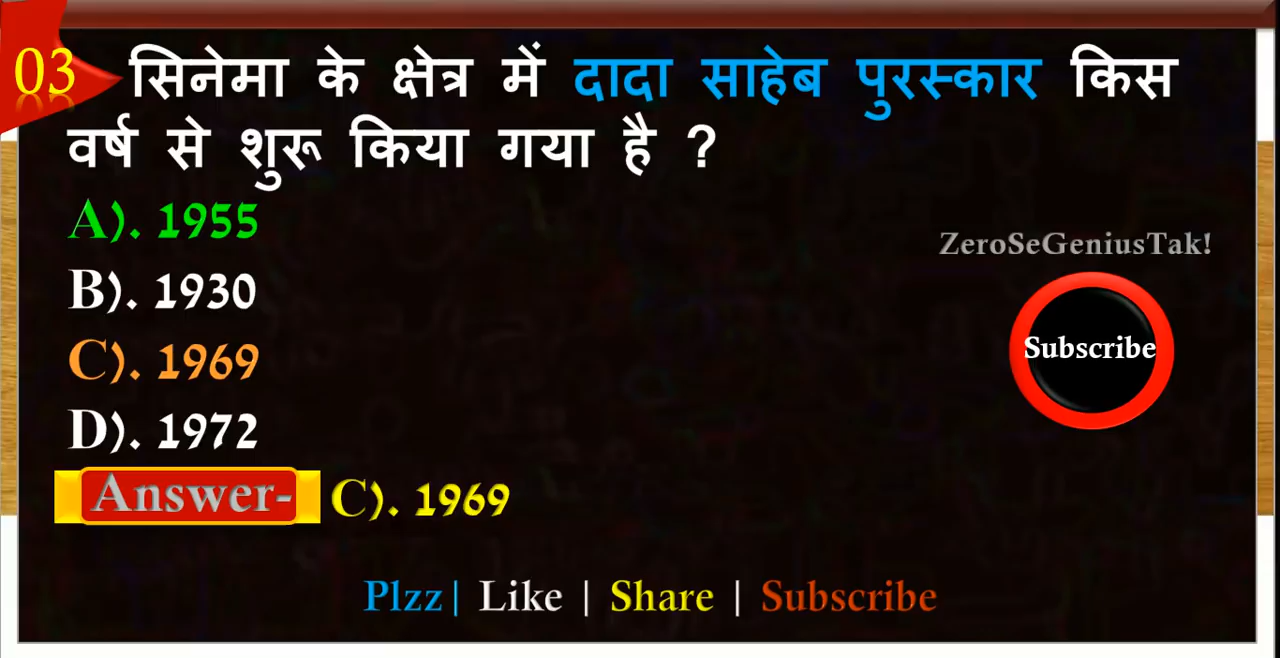 03 सिनेमा के क्षेत्र में दादा साहेब पुरस्कार किस
वर्ष से शुरू किया गया है ?
A). 1955
ZeroSeGeniusTak!
B). 1930
Subscribe
C). 1969
D). 1972
Answer- C). 1969
Plzz| Like | Share | Subscribe